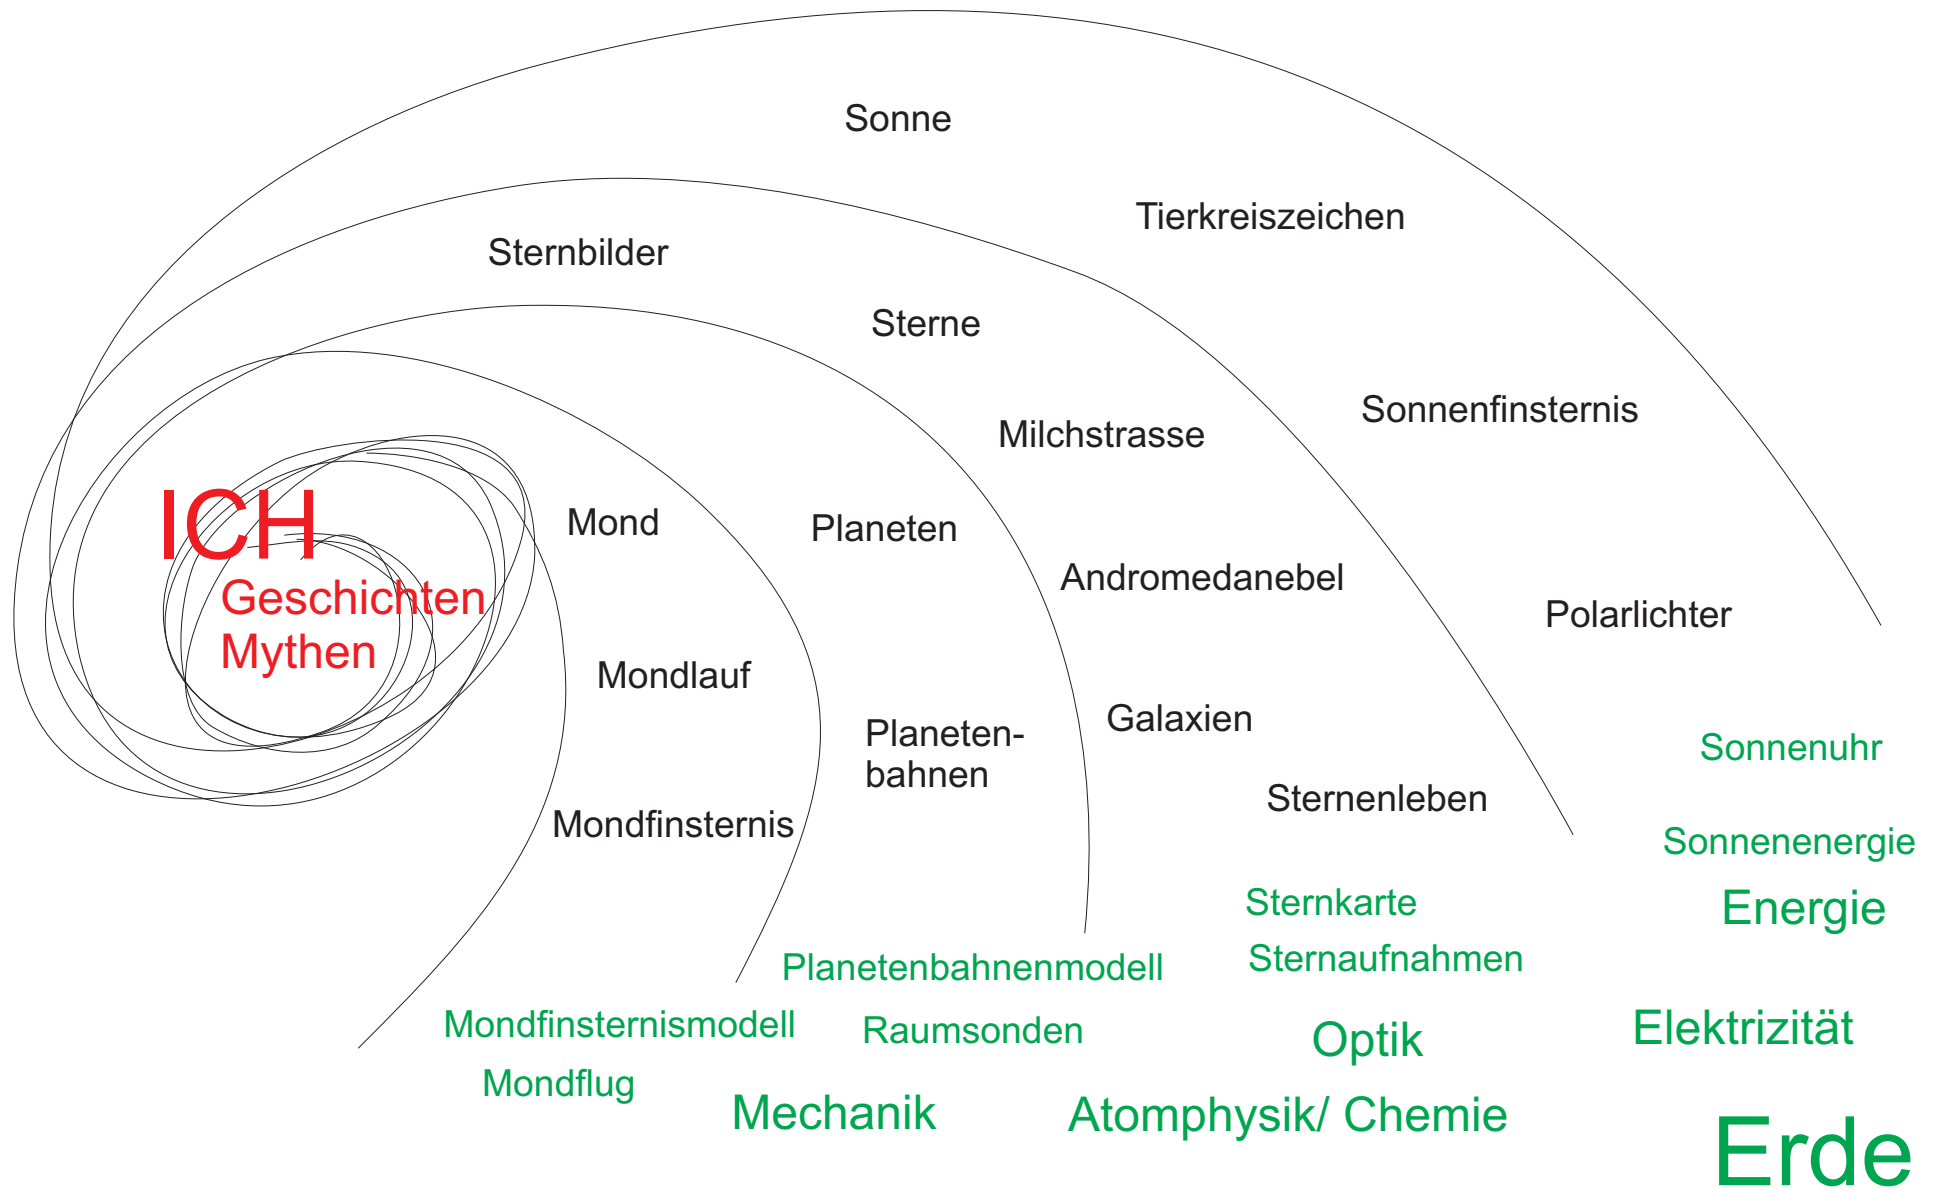 Sonne
Tierkreiszeichen
Sternbilder
Sterne
Sonnenfinsternis
Milchstrasse
ICH
Geschichten
Mythen
Mond
Planeten
Andromedanebel
Polarlichter
Mondlauf
Planeten-
bahnen
Galaxien
Sonnenuhr
Sternenleben
Mondfinsternis
Sonnenenergie
Sternkarte
Energie
Sternaufnahmen
Planetenbahnenmodell
Mondfinsternismodell
Raumsonden
Optik
Elektrizität
Mondflug
Mechanik
Atomphysik/ Chemie
Erde